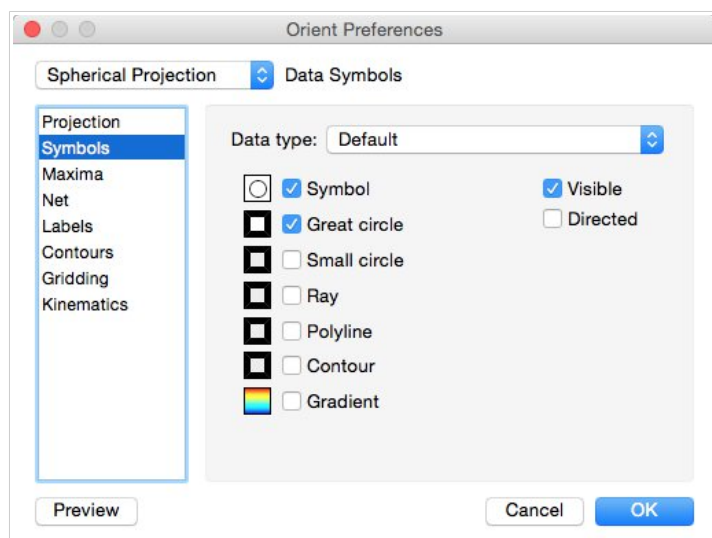 Orient Preferences
Spherical Projection Data Symbols
Projection
Symbols
Maxima
Net
Labels
Contours
Gridding
Kinematics
Data type: Default
Symbol Visible
Great circle Directed
Small circle
Ray
Polyline
Contour
Gradient
Preview Cancel OK